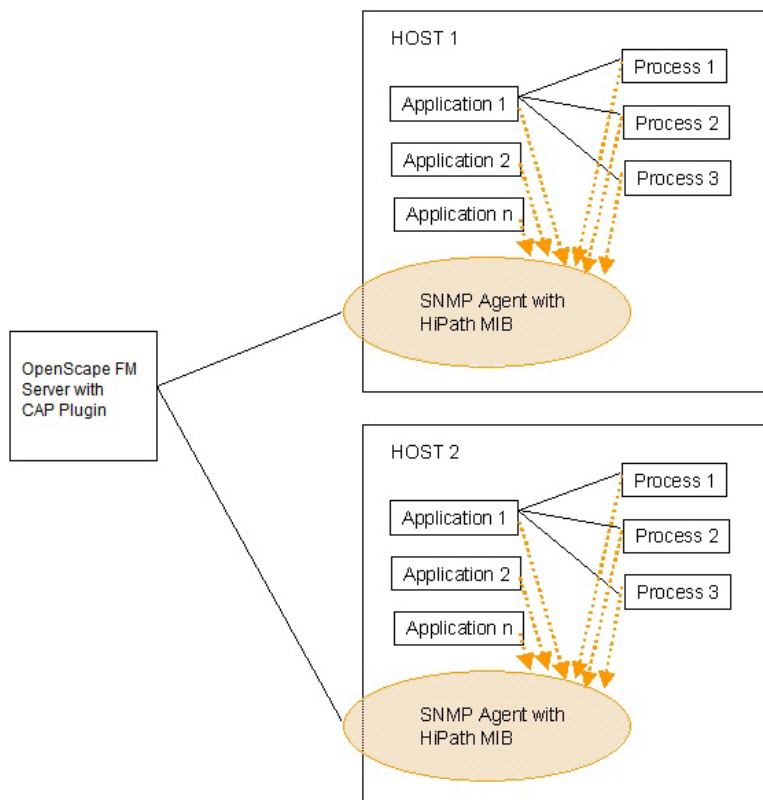 HOST 1
Process 1
Application 1
Process 2
Application 2
Process 3
Application n
SNMP Agent with
HiPath MIB
OpenScape FM
Server with
CAP Plugin
HOST 2
Process 1
Application 1
Process 2
Application 2
Process 3
Application n
SNMP Agent with
HiPath MIB